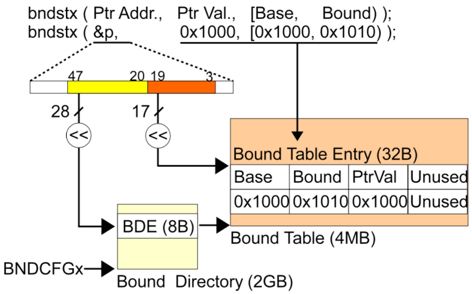 bndstx ( Ptr Addr., Ptr Val., [Base, Bound) );
bndstx ( &p, 0x1000, [0x1000, 0x1010) );
47 20 19 3
28 17
<< <<
Bound Table Entry (32B)
Base Bound PtrVal Unused
0x1000 0x1010 0x1000 Unused
BDE (8B)
Bound Table (4MB)
BNDCFGx
Bound Directory (2GB)